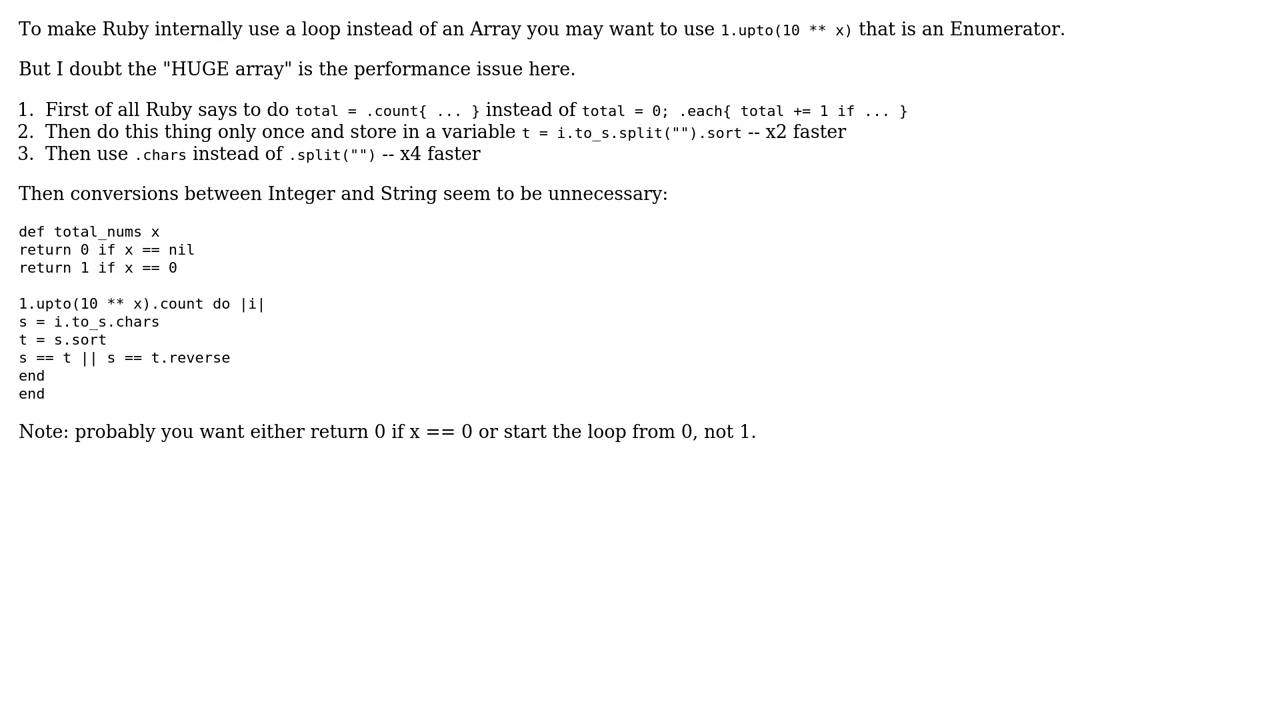 To make Ruby internally use a loop instead of an Array you may want to use 1.upto(10 ** x) that is an Enumerator.
But I doubt the "HUGE array" is the performance issue here.
1. First of all Ruby says to do total = .count{ ... } instead of total = 0; .each{ total += 1 if ... }
2. Then do this thing only once and store in a variable t = i.to_s.split("").sort -- x2 faster
3. Then use .chars instead of .split("") -- x4 faster
Then conversions between Integer and String seem to be unnecessary:
def total_nums x
return 0 if x == nil
return 1 if x == 0
1.upto(10 ** x).count do |i|
s = i.to_s.chars
t = s.sort
s == t || s == t.reverse
end
end
Note: probably you want either return 0 if x == 0 or start the loop from 0, not 1.